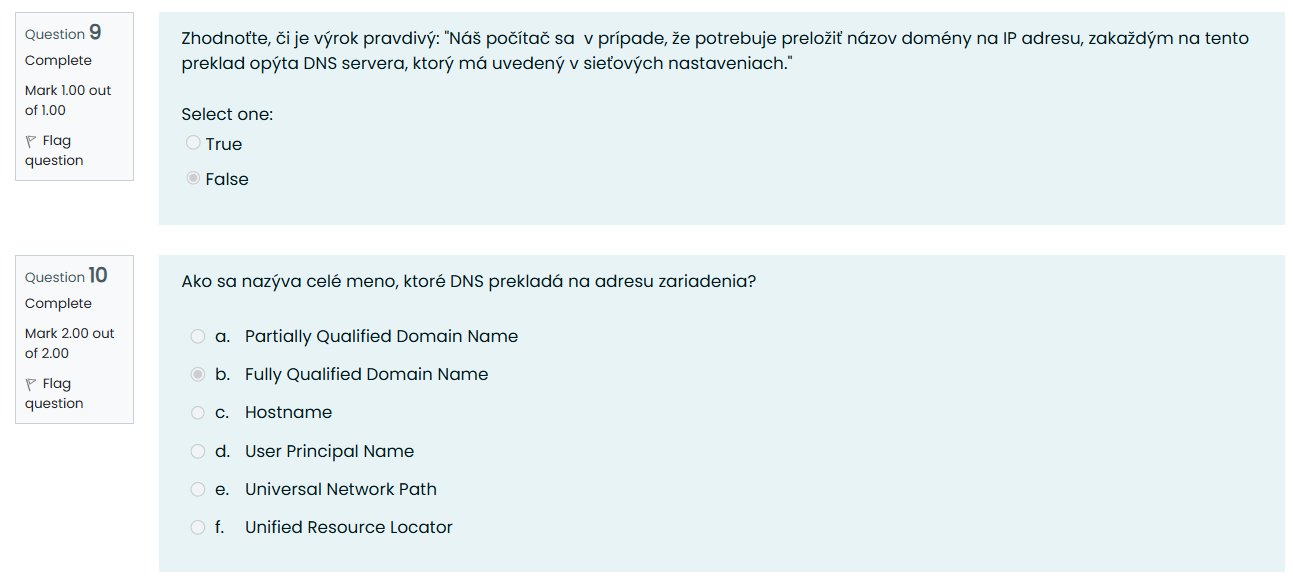 Question 9
Complete
Mark 1.00 out
of 1.00
Flag
question
Zhodnoťte, či je výrok pravdivý: "Náš počítač sa  v prípade, že potrebuje preložiť názov domény na IP adresu, zakaždým na tento
preklad opýta DNS servera, ktorý má uvedený v sieťových nastaveniach."
Select one:
True
False
Question 10
Complete
Mark 2.00 out
of 2.00
Flag
question
Ako sa nazýva celé meno, ktoré DNS prekladá na adresu zariadenia?
a. Partially Qualified Domain Name
b. Fully Qualified Domain Name
c. Hostname
d. User Principal Name
e. Universal Network Path
f. Unified Resource Locator